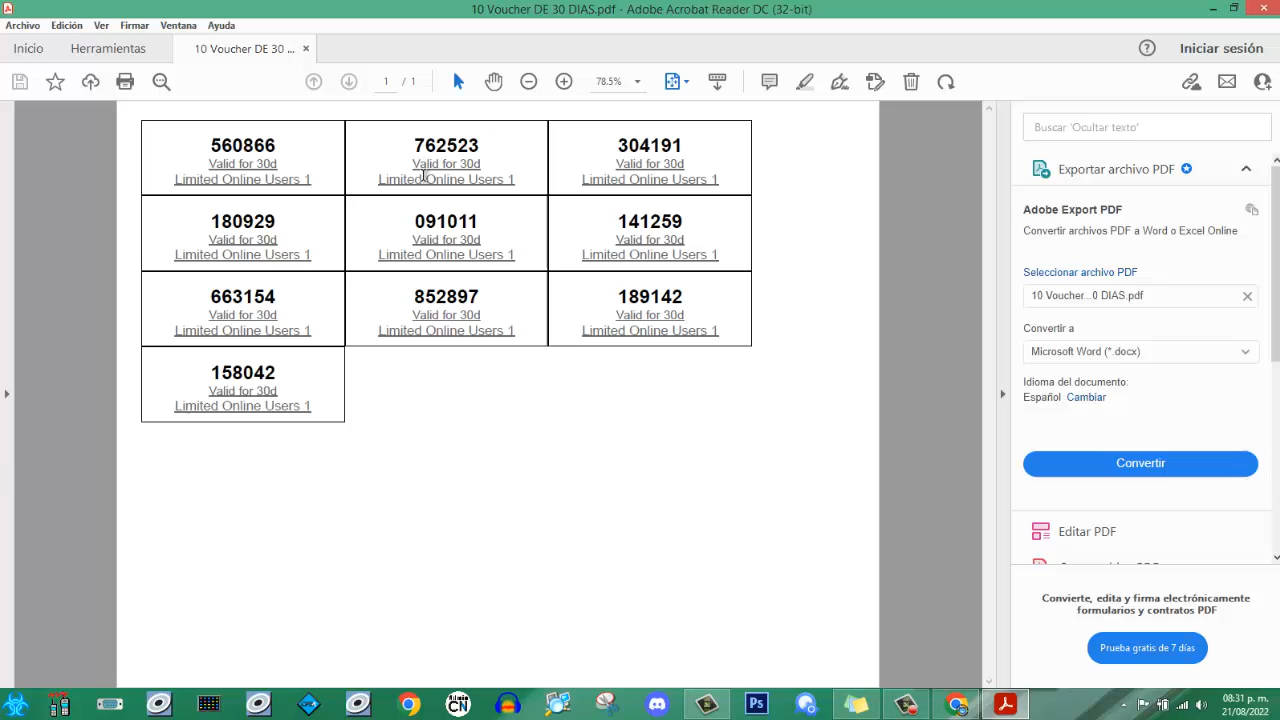 10 Voucher DE 30 DIAS.pdf - Adobe Acrobat Reader DC (32-bit)
Archivo Edición Ver Firmar Ventana Ayuda
Inicio Herramientas 10 Voucher DE 30 ... × Iniciar sesión
1 / 1 78.5%
560866 762523 304191
Valid for 30d Valid for 30d Valid for 30d
Limited Online Users 1 Limited Online Users 1 Limited Online Users 1
180929 091011 141259
Valid for 30d Valid for 30d Valid for 30d
Limited Online Users 1 Limited Online Users 1 Limited Online Users 1
663154 852897 189142
Valid for 30d Valid for 30d Valid for 30d
Limited Online Users 1 Limited Online Users 1 Limited Online Users 1
158042
Valid for 30d
Limited Online Users 1
Buscar 'Ocultar texto'
Exportar archivo PDF
Adobe Export PDF
Convertir archivos PDF a Word o Excel Online
Seleccionar archivo PDF
10 Voucher...0 DIAS.pdf
Convertir a
Microsoft Word (*.docx)
Idioma del documento:
Español Cambiar
Convertir
Editar PDF
Convierte, edita y firma electrónicamente
formularios y contratos PDF
Prueba gratis de 7 días
Ps
08:31 p. m.
21/08/2022